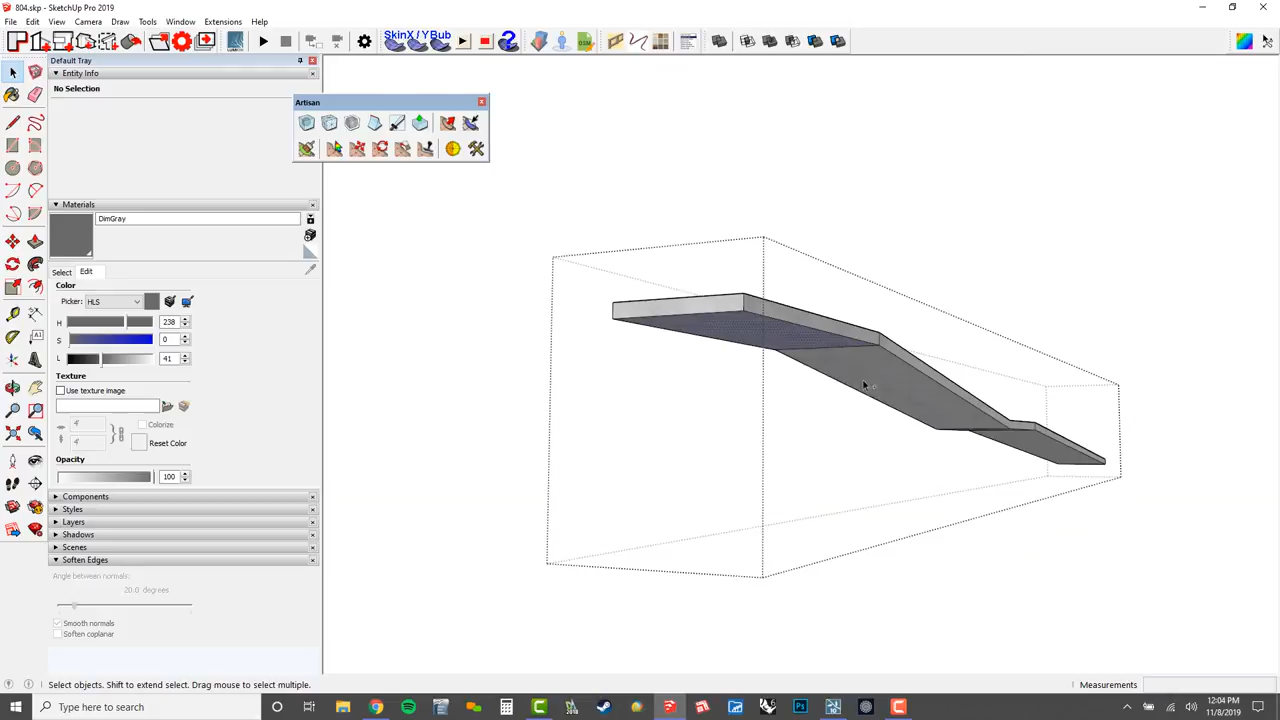 804.skp - SketchUp Pro 2019
File Edit View Camera Draw Tools Window Extensions Help
SkinX / YBub
Default Tray
Entity Info
No Selection
Artisan
Materials
DimGray
Select Edit
Color
Picker: HLS
H 238
S 0
L 41
Texture
Use texture image
4' Colorize
4' Reset Color
Opacity
100
Components
Styles
Layers
Shadows
Scenes
Soften Edges
Angle between normals:
20.0 degrees
Smooth normals
Soften coplanar
Select objects. Shift to extend select. Drag mouse to select multiple. Measurements
Type here to search
12:04 PM
11/8/2019